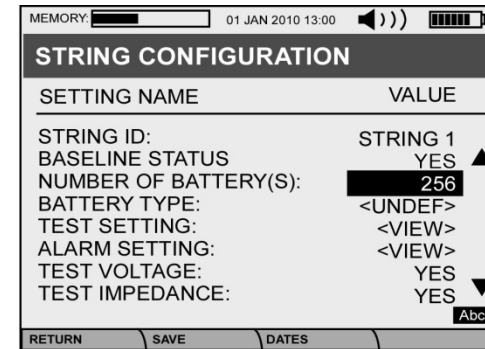 MEMORY: 01 JAN 2010 13:00
STRING CONFIGURATION
SETTING NAME VALUE
STRING ID: STRING 1
BASELINE STATUS YES
NUMBER OF BATTERY(S): 256
BATTERY TYPE: <UNDEF>
TEST SETTING: <VIEW>
ALARM SETTING: <VIEW>
TEST VOLTAGE: YES
TEST IMPEDANCE: YES
Abc
RETURN SAVE DATES